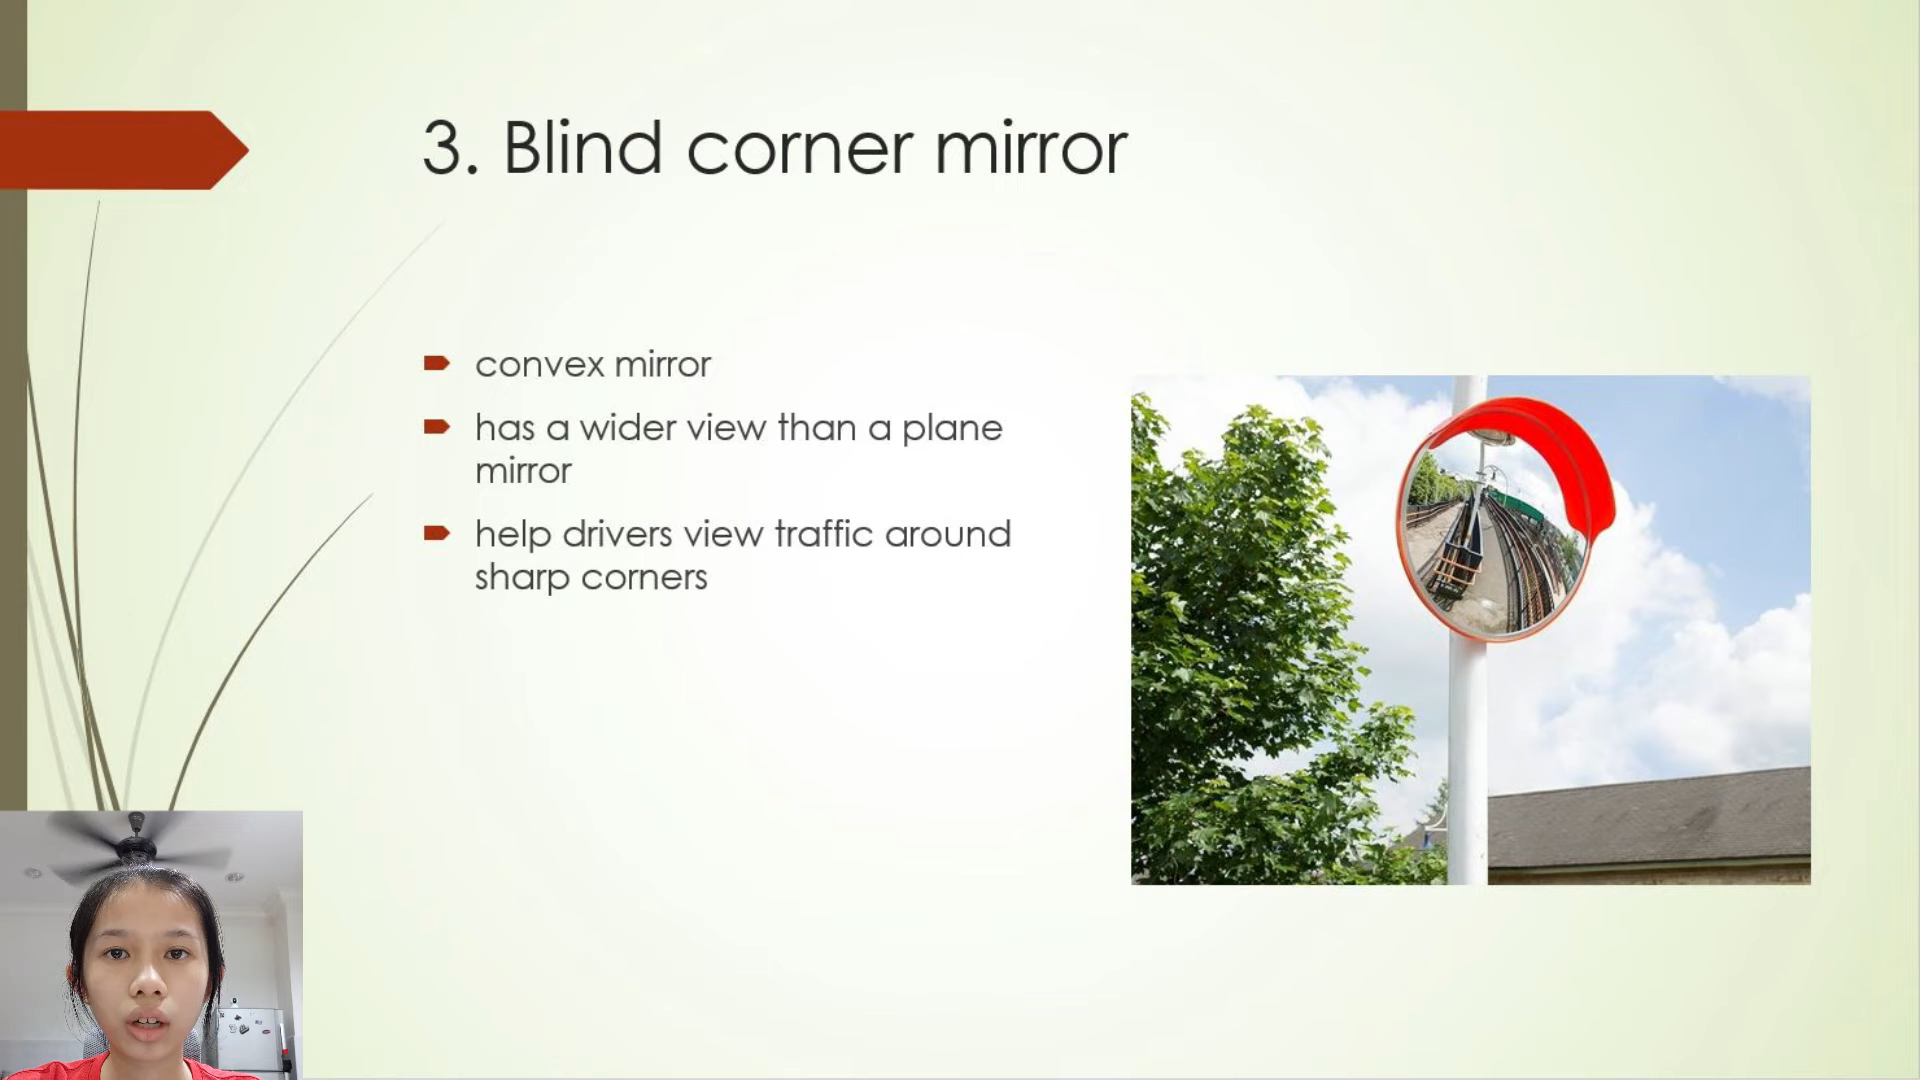 3. Blind corner mirror
convex mirror
has a wider view than a plane
mirror
help drivers view traffic around
sharp corners